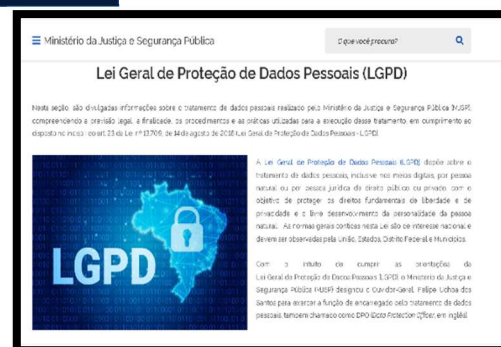 Ministério da Justiça e Segurança Pública
O que você procura?
Lei Geral de Proteção de Dados Pessoais (LGPD)
Nesta seção são divulgadas informações sobre o tratamento de dados pessoais realizado pelo Ministério da Justiça e Segurança Pública (MJSP),
compreendendo a previsão legal, a finalidade, os procedimentos e as práticas utilizadas para a execução desse tratamento, em cumprimento ao
disposto no inciso I do art. 23 da Lei nº 13.709, de 14 de agosto de 2018 (Lei Geral de Proteção de Dados Pessoais - LGPD).
LGPD
A Lei Geral de Proteção de Dados Pessoais (LGPD) dispõe sobre o
tratamento de dados pessoais, inclusive nos meios digitais, por pessoa
natural ou por pessoa jurídica de direito público ou privado, com o
objetivo de proteger os direitos fundamentais de liberdade e de
privacidade e o livre desenvolvimento da personalidade da pessoa
natural. As normas gerais contidas nesta Lei são de interesse nacional e
devem ser observadas pela União, Estados, Distrito Federal e Municípios.
Com o intuito de cumprir as orientações da
Lei Geral de Proteção de Dados Pessoais (LGPD), o Ministério da Justiça e
Segurança Pública (MJSP) designou o Ouvidor-Geral, Felipe Uchoa dos
Santos para exercer a função de encarregado pelo tratamento de dados
pessoais, também chamado como DPO (Data Protection Officer, em inglês)